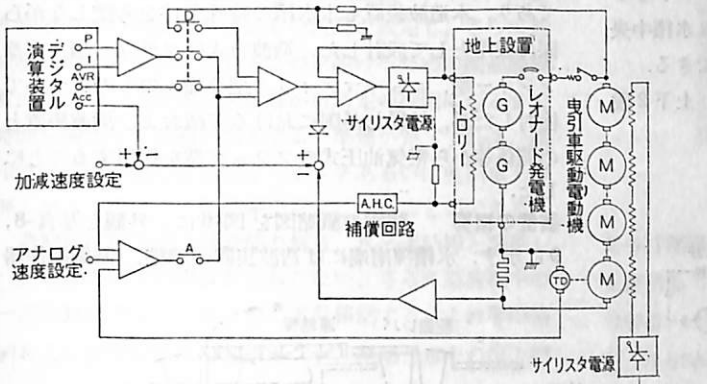 デジタル
演算装置
P
I
AVR
Acc
D
加減速度設定
アナログ
速度設定.
A
サイリスタ電源
A.H.C.
補償回路
地上設置
トロリー
G
レオナード発電機
牽引車駆動電動機
M
M
M
M
TD
サイリスタ電源